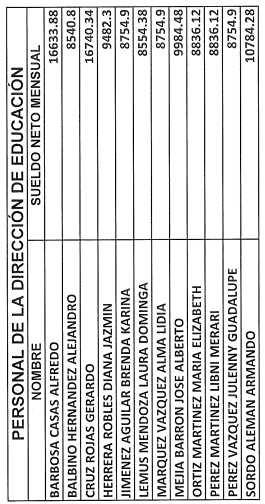 PERSONAL DE LA DIRECCIÓN DE EDUCACIÓN
NOMBRE SUELDO NETO MENSUAL
BARBOSA CASAS ALFREDO 16633.88
BALBINO HERNANDEZ ALEJANDRO 8540.8
CRUZ ROJAS GERARDO 16740.34
HERRERA ROBLES DIANA JAZMIN 9482.3
JIMENEZ AGUILAR BRENDA KARINA 8754.9
LEMUS MENDOZA LAURA DOMINGA 8554.38
MARQUEZ VAZQUEZ ALMA LIDIA 8754.9
MEJIA BARRON JOSE ALBERTO 9984.48
ORTIZ MARTINEZ MARIA ELIZABETH 8836.12
PEREZ MARTINEZ LIBNI MERARI 8836.12
PEREZ VAZQUEZ JULENNY GUADALUPE 8754.9
SORDO ALEMAN ARMANDO 10784.28